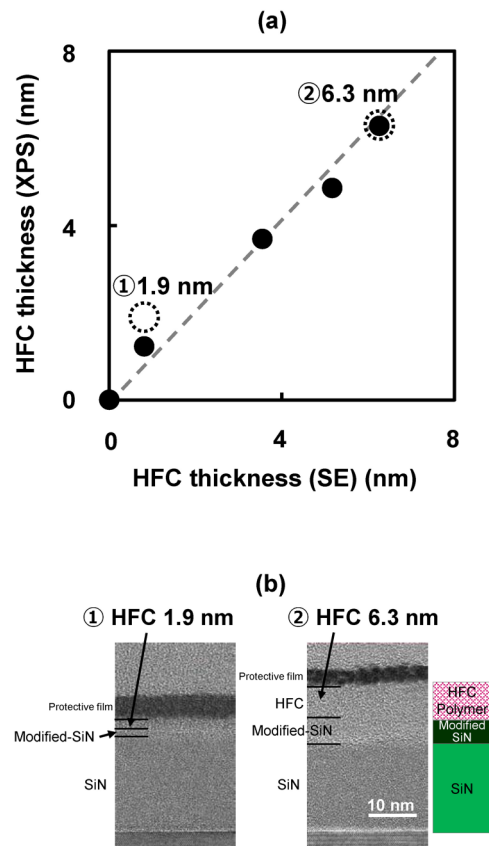 (a)
HFC thickness (XPS) (nm)
8
4
0
②6.3 nm
①1.9 nm
0 4 8
HFC thickness (SE) (nm)
(b)
① HFC 1.9 nm
Protective film
Modified-SiN
SiN
② HFC 6.3 nm
Protective film
HFC
Modified-SiN
SiN
10 nm
HFC
Polymer
Modified
SiN
SiN